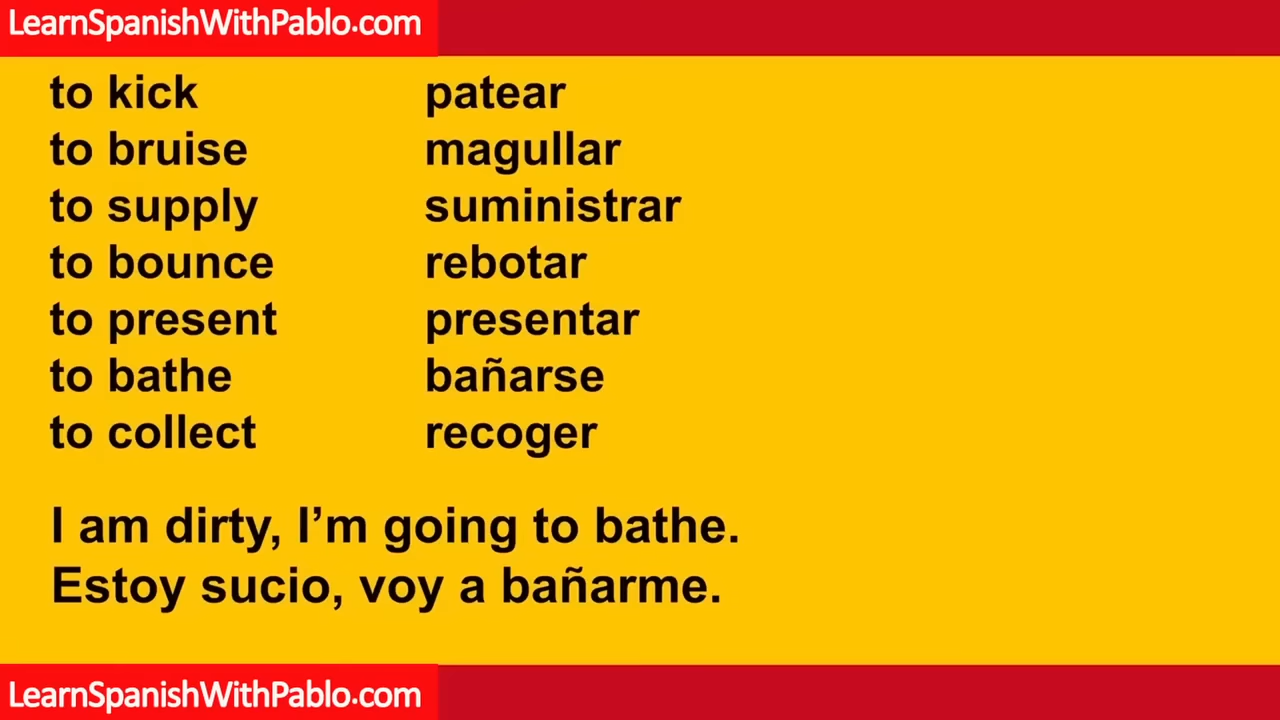 LearnSpanishWithPablo.com
to kick patear
to bruise magullar
to supply suministrar
to bounce rebotar
to present presentar
to bathe bañarse
to collect recoger
I am dirty, I’m going to bathe.
Estoy sucio, voy a bañarme.
LearnSpanishWithPablo.com